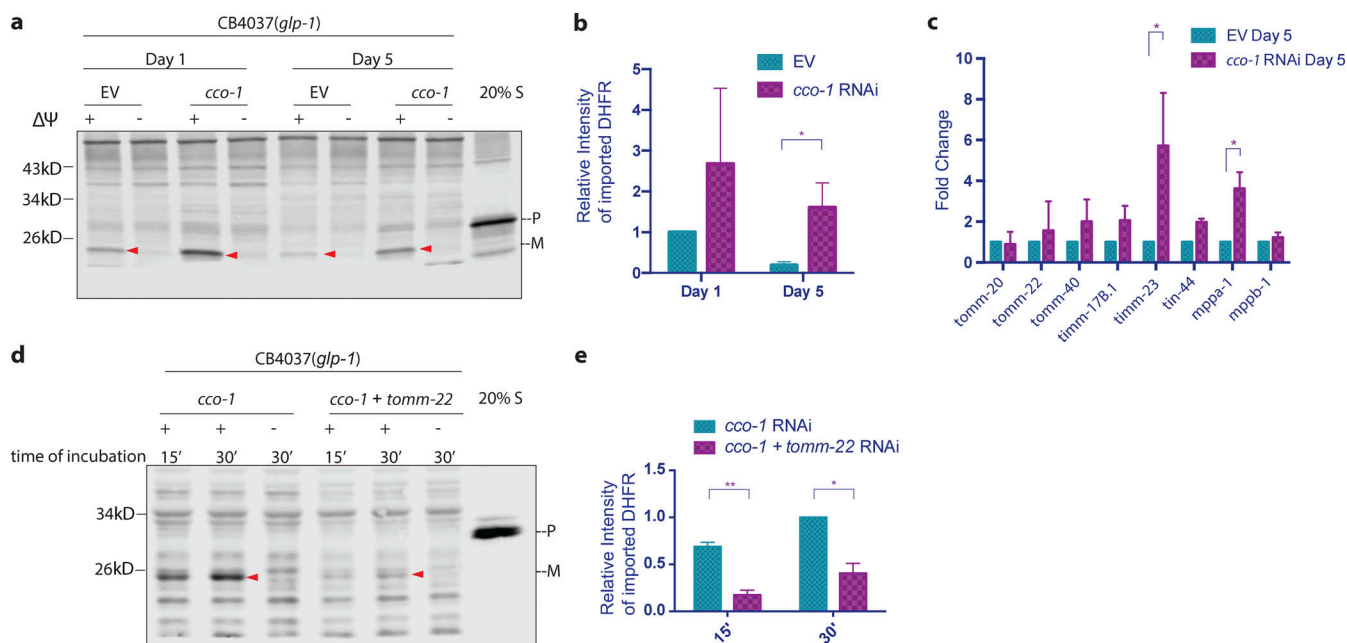 a
CB4037(glp-1)
Day 1 Day 5
EV cco-1 EV cco-1 20% S
ΔΨ + - + - + - + -
43kD
34kD
26kD
P
M
b
EV
cco-1 RNAi
Relative Intensity
of imported DHFR
5
4
3
2
1
0
*
Day 1 Day 5
c
EV Day 5
cco-1 RNAi Day 5
Fold Change
10
8
6
4
2
0
*
*
tomm-20 tomm-22 tomm-40 timm-17B.1 timm-23 tin-44 mppa-1 mppb-1
d
CB4037(glp-1)
cco-1 cco-1 + tomm-22 20% S
+ + - + + -
time of incubation 15' 30' 30' 15' 30' 30'
34kD
26kD
P
M
e
cco-1 RNAi
cco-1 + tomm-22 RNAi
Relative Intensity
of imported DHFR
1.5
1.0
0.5
0.0
** *
15' 30'